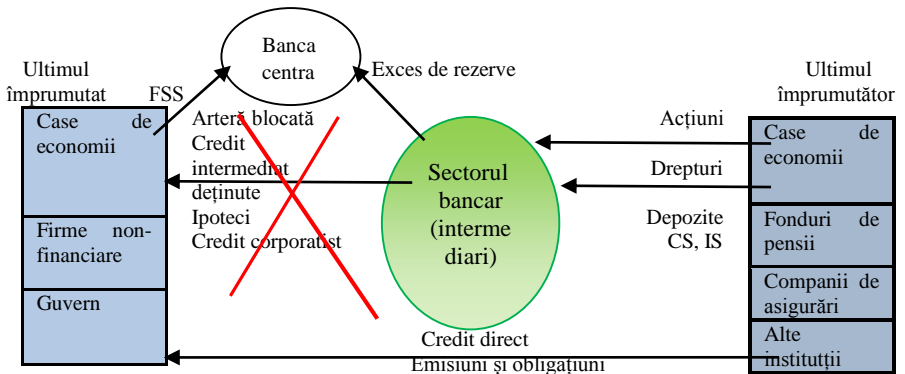 Banca
centra
Ultimul
împrumutat
FSS
Exces de rezerve
Ultimul
împrumutător
Case de
economii
Firme non-
financiare
Guvern
Arteră blocată
Credit
intermediat
deținute
Ipoteci
Credit corporatist
Sectorul
bancar
(interme
diari)
Acțiuni
Drepturi
Depozite
CS, IS
Case de
economii
Fonduri de
pensii
Companii de
asigurări
Alte
institutții
Credit direct
Emisiuni și obligațiuni